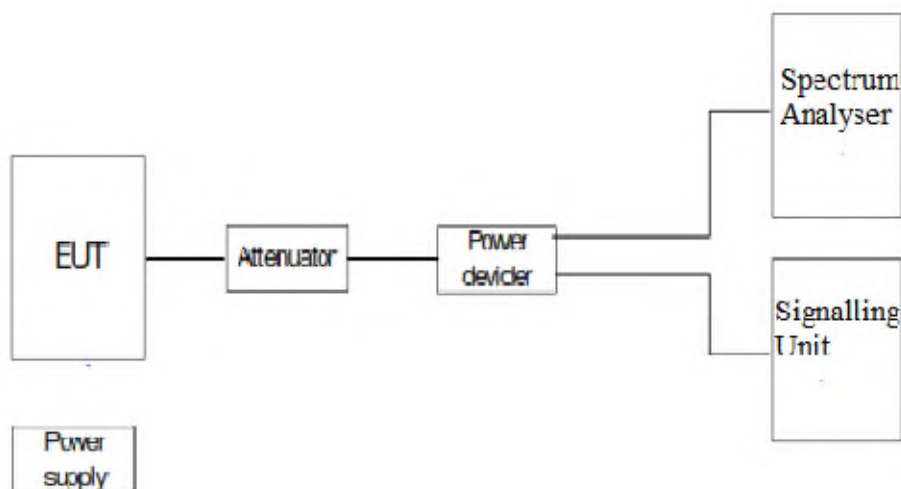 Spectrum
Analyser
EUT
Attenuator
Power
devider
Signalling
Unit
Power
supply